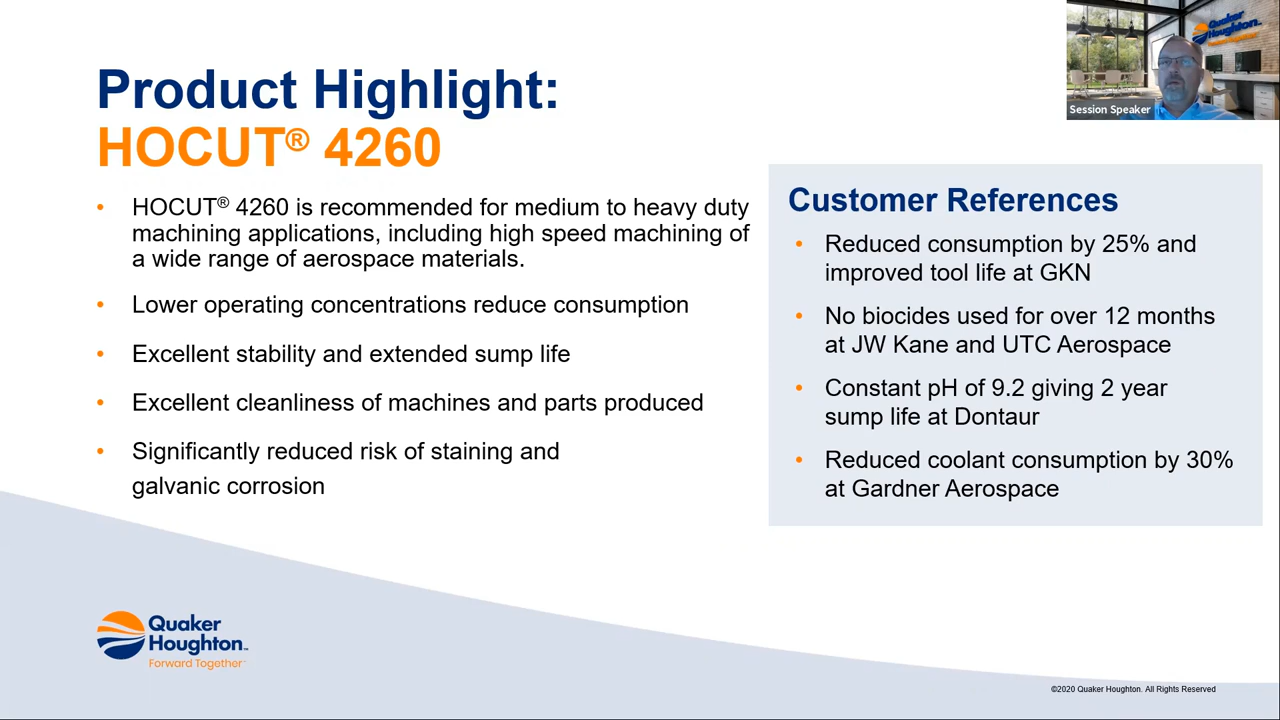 Product Highlight:
HOCUT® 4260
• HOCUT® 4260 is recommended for medium to heavy duty
machining applications, including high speed machining of
a wide range of aerospace materials.
• Lower operating concentrations reduce consumption
• Excellent stability and extended sump life
• Excellent cleanliness of machines and parts produced
• Significantly reduced risk of staining and
galvanic corrosion
Quaker
Houghton
Session Speaker
Customer References
• Reduced consumption by 25% and
improved tool life at GKN
• No biocides used for over 12 months
at JW Kane and UTC Aerospace
• Constant pH of 9.2 giving 2 year
sump life at Dontaur
• Reduced coolant consumption by 30%
at Gardner Aerospace
Quaker
Houghton™
Forward Together™
©2020 Quaker Houghton. All Rights Reserved